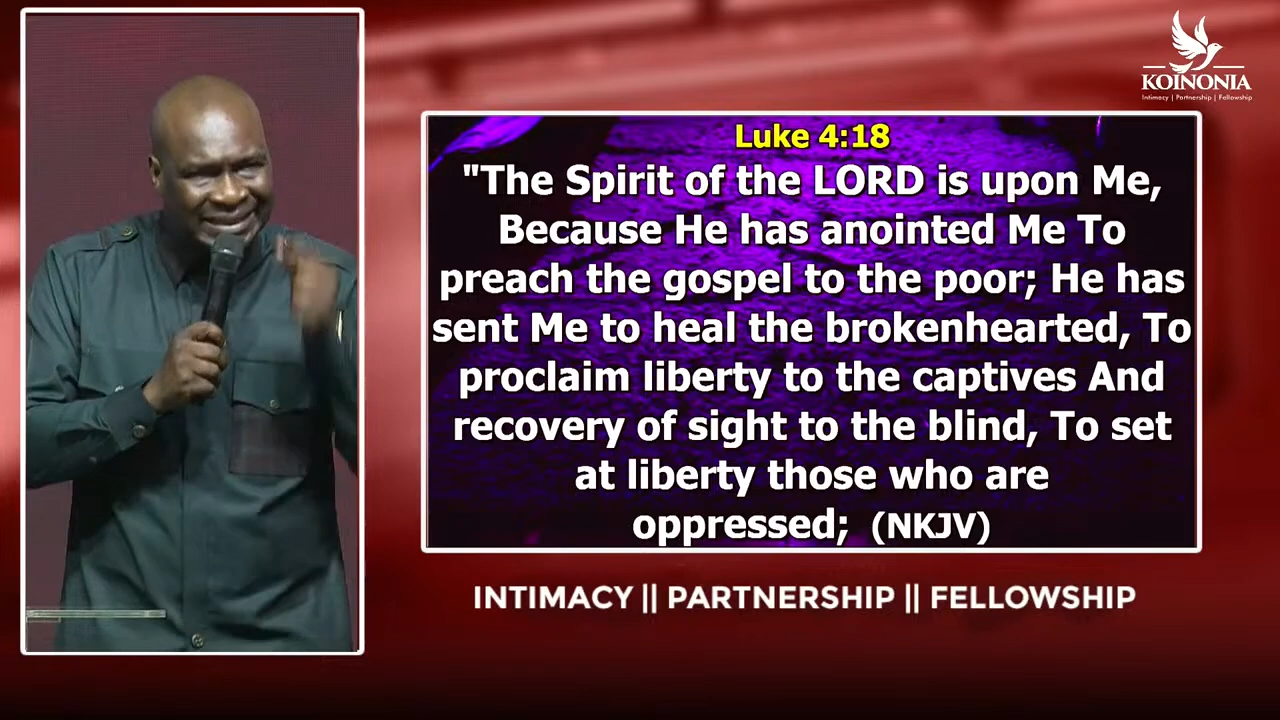 KOINONIA
Intimacy | Partnership | Fellowship
Luke 4:18
"The Spirit of the LORD is upon Me,
Because He has anointed Me To
preach the gospel to the poor; He has
sent Me to heal the brokenhearted, To
proclaim liberty to the captives And
recovery of sight to the blind, To set
at liberty those who are
oppressed; (NKJV)
INTIMACY || PARTNERSHIP || FELLOWSHIP